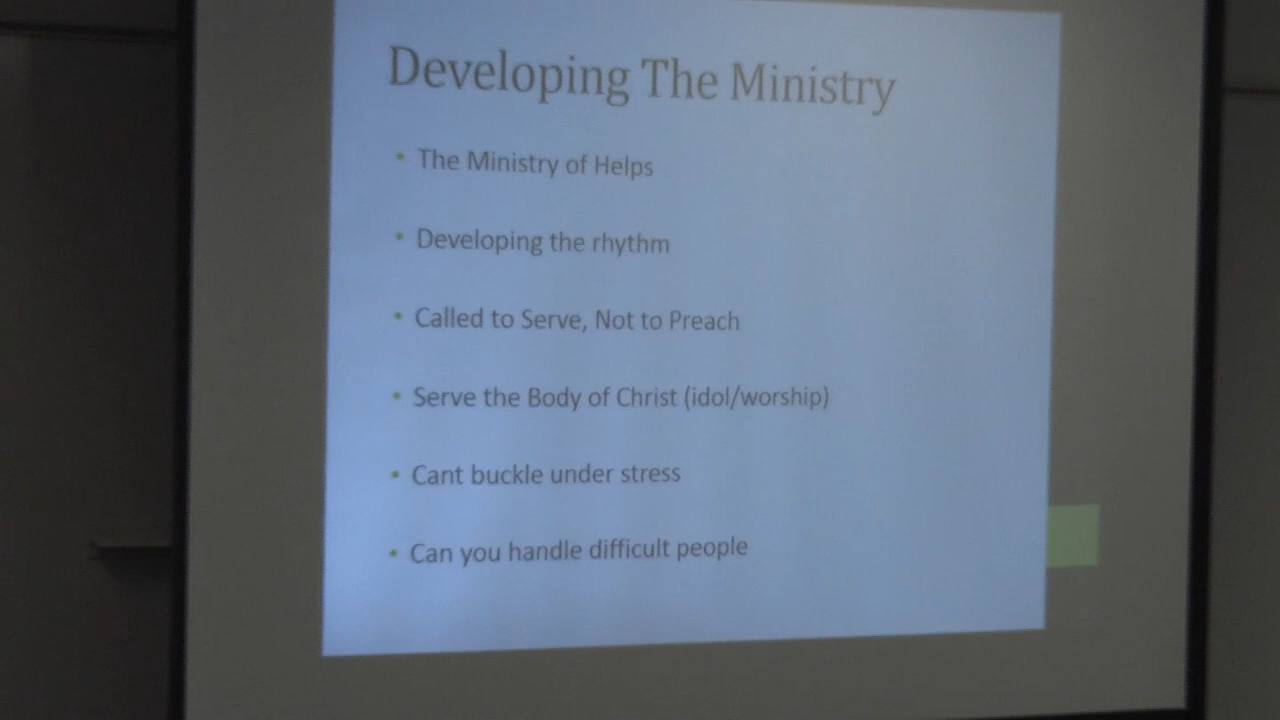 Developing The Ministry
• The Ministry of Helps
• Developing the rhythm
• Called to Serve, Not to Preach
• Serve the Body of Christ (idol/worship)
• Cant buckle under stress
• Can you handle difficult people